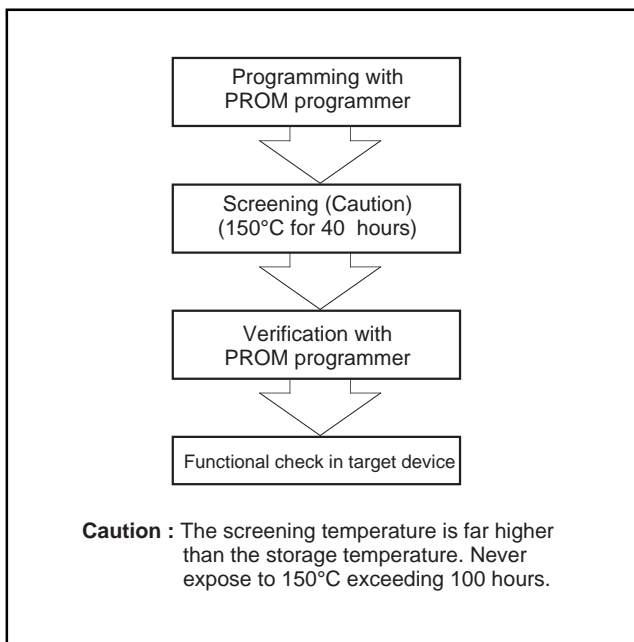 Programming with
PROM programmer
Screening (Caution)
(150°C for 40 hours)
Verification with
PROM programmer
Functional check in target device
Caution : The screening temperature is far higher
than the storage temperature. Never
expose to 150°C exceeding 100 hours.